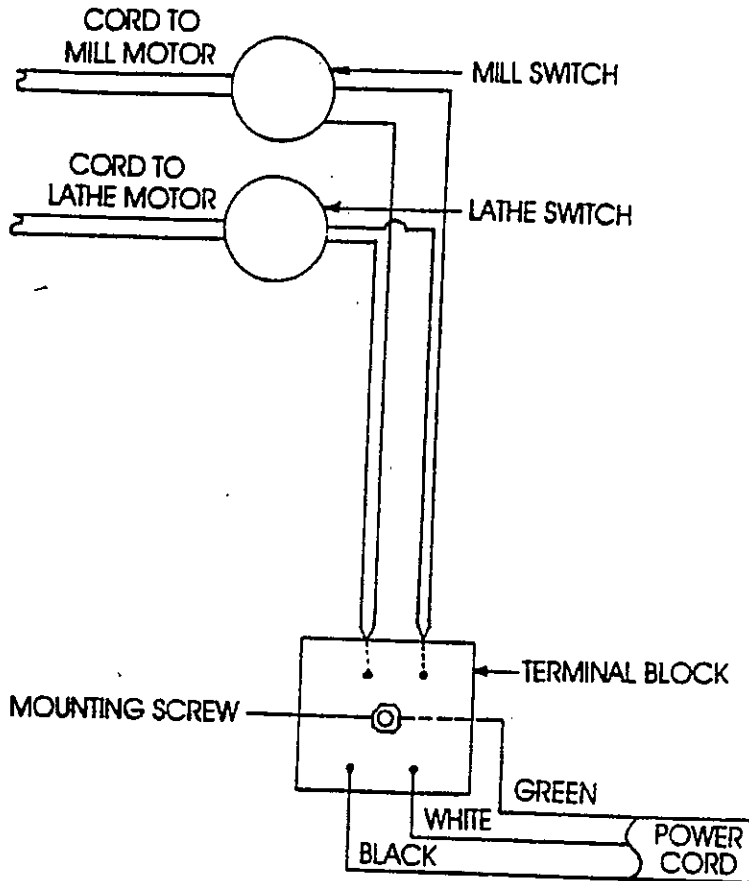 CORD TO
MILL MOTOR
MILL SWITCH
CORD TO
LATHE MOTOR
LATHE SWITCH
TERMINAL BLOCK
MOUNTING SCREW
GREEN
WHITE
POWER
CORD
BLACK